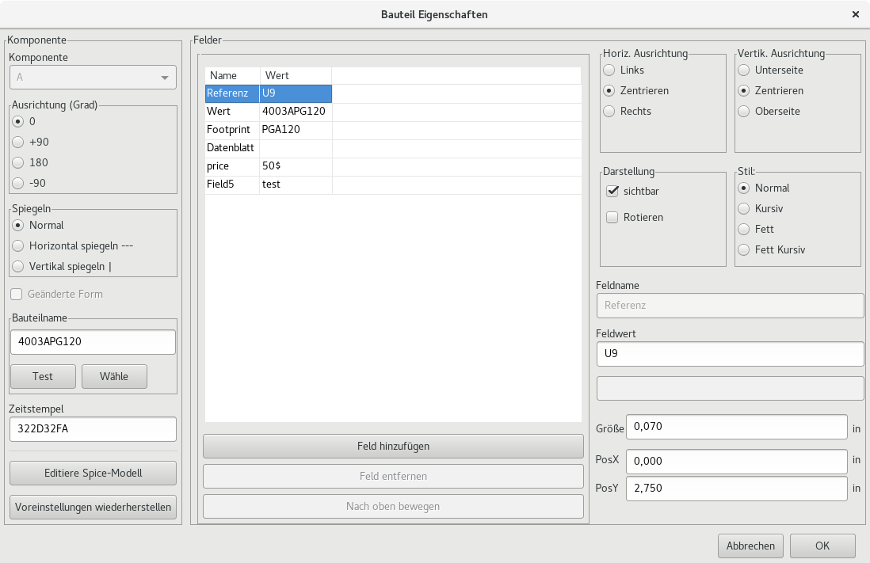 Bauteil Eigenschaften
×
Komponente
Komponente
A
Ausrichtung (Grad)
0
+90
180
-90
Spiegeln
Normal
Horizontal spiegeln ---
Vertikal spiegeln |
Geänderte Form
Bauteilname
4003APG120
Test Wähle
Zeitstempel
322D32FA
Editiere Spice-Modell
Voreinstellungen wiederherstellen
Felder
Name Wert
Referenz U9
Wert 4003APG120
Footprint PGA120
Datenblatt
price 50$
Field5 test
Feld hinzufügen
Feld entfernen
Nach oben bewegen
Horiz. Ausrichtung
Links
Zentrieren
Rechts
Vertik. Ausrichtung
Unterseite
Zentrieren
Oberseite
Darstellung
sichtbar
Rotieren
Stil:
Normal
Kursiv
Fett
Fett Kursiv
Feldname
Referenz
Feldwert
U9
Größe 0,070 in
PosX 0,000 in
PosY 2,750 in
Abbrechen OK